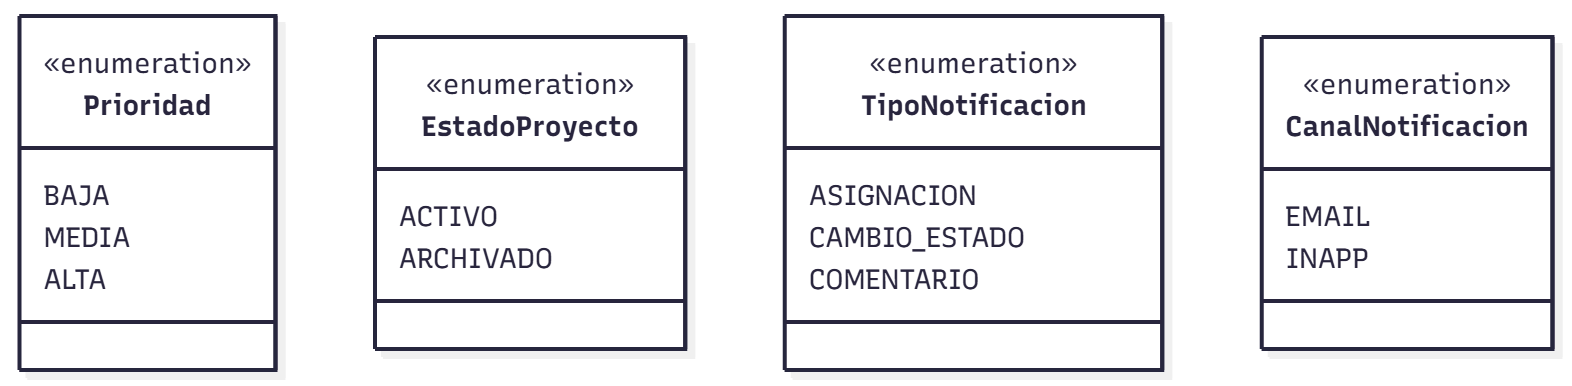 «enumeration»
Prioridad
BAJA
MEDIA
ALTA
«enumeration»
EstadoProyecto
ACTIVO
ARCHIVADO
«enumeration»
TipoNotificacion
ASIGNACION
CAMBIO_ESTADO
COMENTARIO
«enumeration»
CanalNotificacion
EMAIL
INAPP